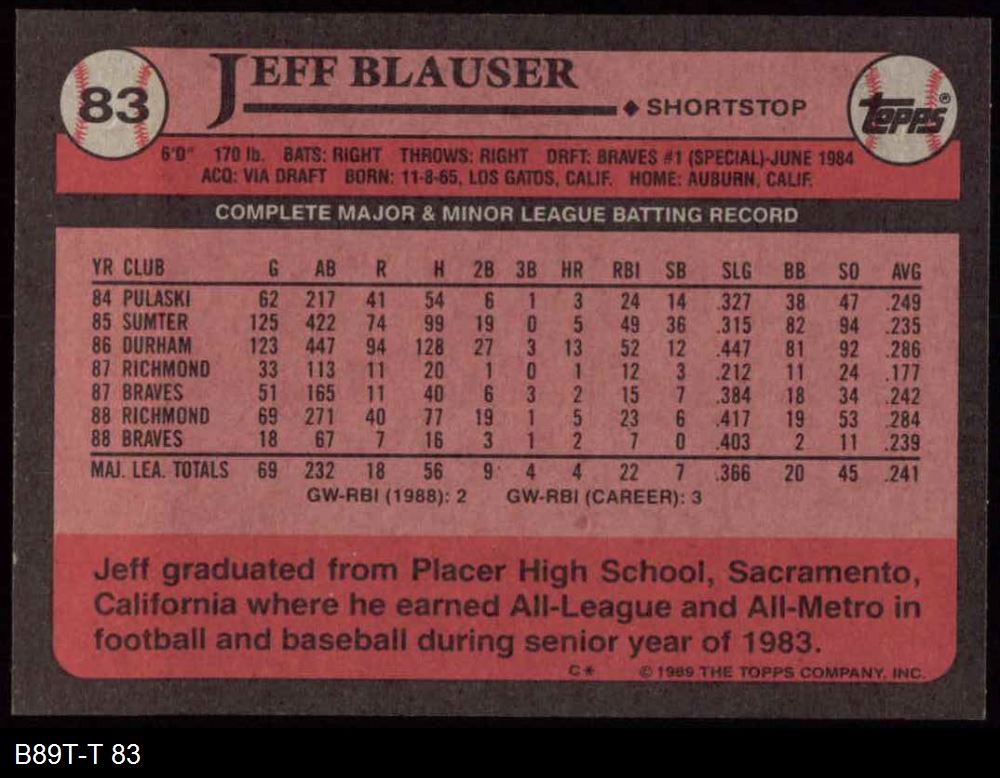 83
JEFF BLAUSER
◆ SHORTSTOP
Topps®
6'0" 170 lb. BATS: RIGHT THROWS: RIGHT DRFT: BRAVES #1 (SPECIAL)-JUNE 1984
ACQ: VIA DRAFT BORN: 11-8-65, LOS GATOS, CALIF. HOME: AUBURN, CALIF.
COMPLETE MAJOR & MINOR LEAGUE BATTING RECORD
YR CLUB G AB R H 2B 3B HR RBI SB SLG BB SO AVG
84 PULASKI 62 217 41 54 6 1 3 24 14 .327 38 47 .249
85 SUMTER 125 422 74 99 19 0 5 49 36 .315 82 94 .235
86 DURHAM 123 447 94 128 27 3 13 52 12 .447 81 92 .286
87 RICHMOND 33 113 11 20 1 0 1 12 3 .212 11 24 .177
87 BRAVES 51 165 11 40 6 3 2 15 7 .384 18 34 .242
88 RICHMOND 69 271 40 77 19 1 5 23 6 .417 19 53 .284
88 BRAVES 18 67 7 16 3 1 2 7 0 .403 2 11 .239
MAJ. LEA. TOTALS 69 232 18 56 9 4 4 22 7 .366 20 45 .241
GW-RBI (1988): 2 GW-RBI (CAREER): 3
Jeff graduated from Placer High School, Sacramento,
California where he earned All-League and All-Metro in
football and baseball during senior year of 1983.
C* © 1989 THE TOPPS COMPANY, INC.
B89T-T 83